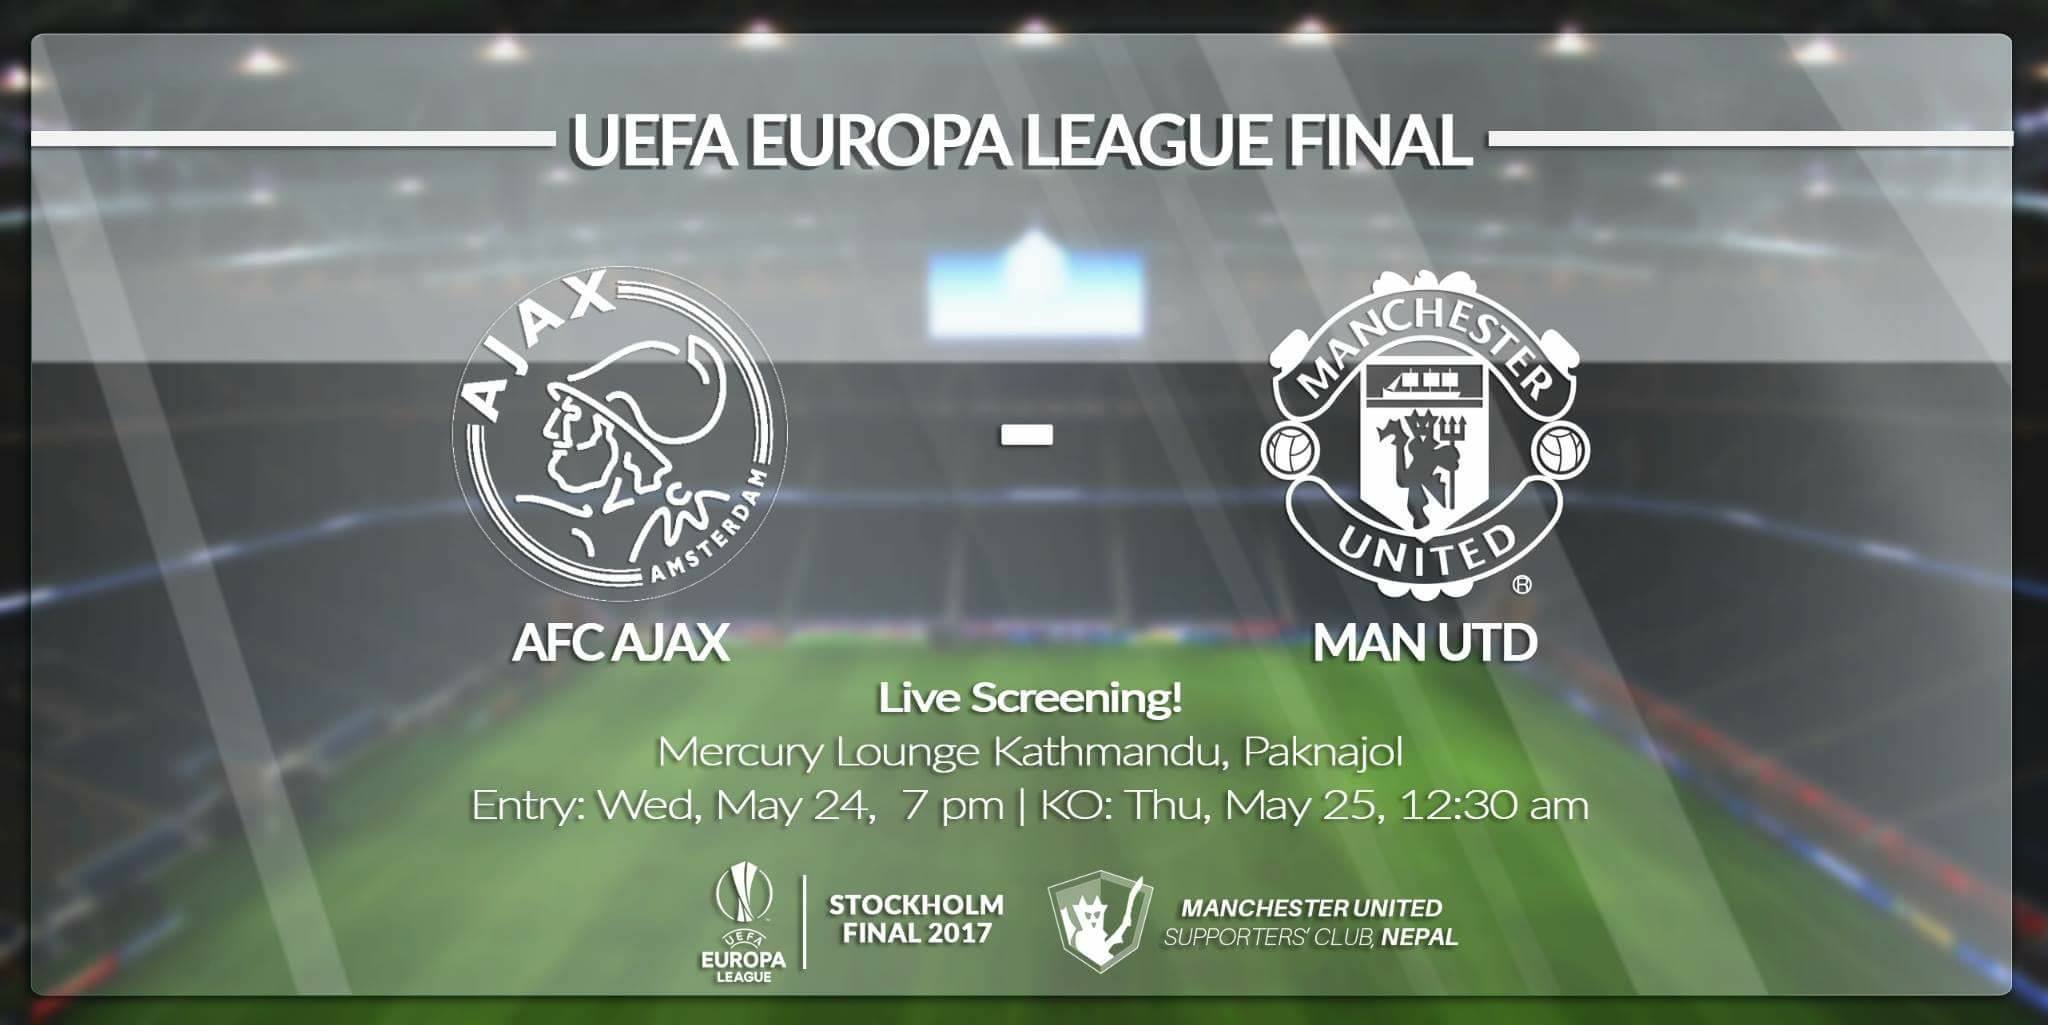 UEFA EUROPA LEAGUE FINAL
AJAX
AMSTERDAM
MANCHESTER
UNITED
®
-
AFC AJAX
MAN UTD
Live Screening!
Mercury Lounge Kathmandu, Paknajol
Entry: Wed, May 24, 7 pm | KO: Thu, May 25, 12:30 am
UEFA
EUROPA
LEAGUE
STOCKHOLM
FINAL 2017
MANCHESTER UNITED
SUPPORTERS' CLUB, NEPAL